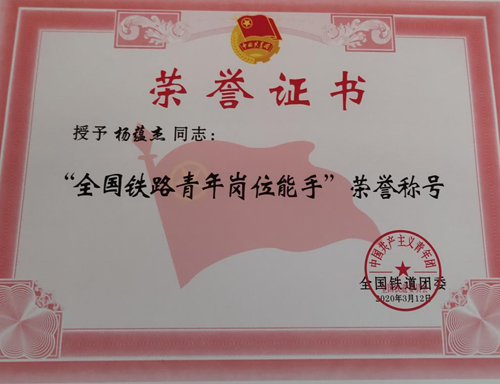 荣誉证书
授予 杨蕴杰 同志：
“全国铁路青年岗位能手”荣誉称号
中国共产主义青年团
全国铁道团委
2020年3月12日